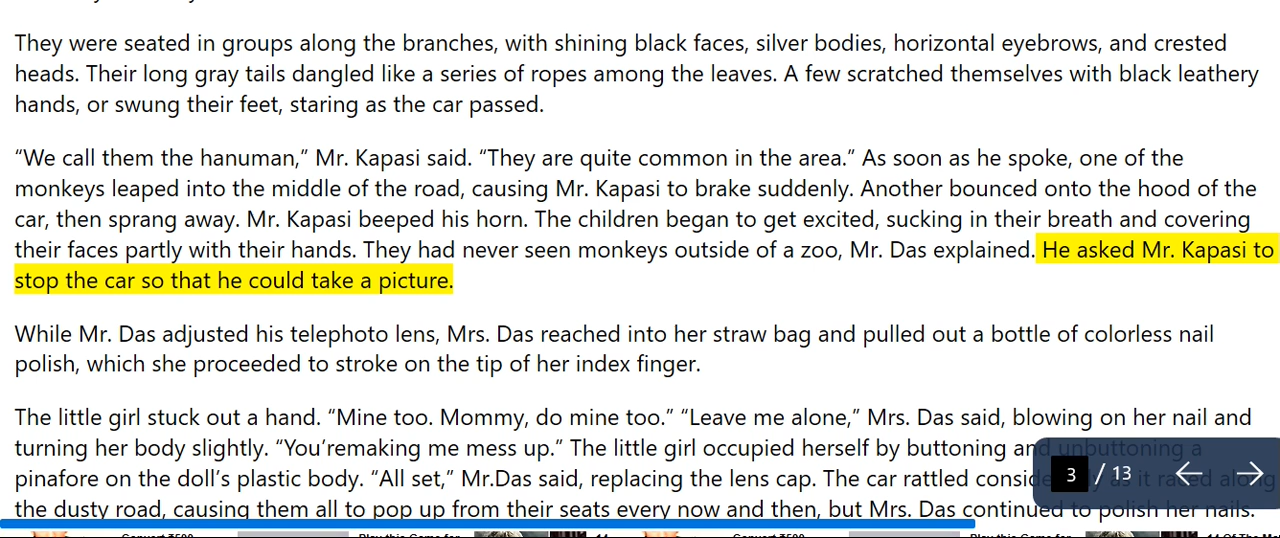 They were seated in groups along the branches, with shining black faces, silver bodies, horizontal eyebrows, and crested
heads. Their long gray tails dangled like a series of ropes among the leaves. A few scratched themselves with black leathery
hands, or swung their feet, staring as the car passed.
“We call them the hanuman,” Mr. Kapasi said. “They are quite common in the area.” As soon as he spoke, one of the
monkeys leaped into the middle of the road, causing Mr. Kapasi to brake suddenly. Another bounced onto the hood of the
car, then sprang away. Mr. Kapasi beeped his horn. The children began to get excited, sucking in their breath and covering
their faces partly with their hands. They had never seen monkeys outside of a zoo, Mr. Das explained. He asked Mr. Kapasi to
stop the car so that he could take a picture.
While Mr. Das adjusted his telephoto lens, Mrs. Das reached into her straw bag and pulled out a bottle of colorless nail
polish, which she proceeded to stroke on the tip of her index finger.
The little girl stuck out a hand. “Mine too. Mommy, do mine too.” “Leave me alone,” Mrs. Das said, blowing on her nail and
turning her body slightly. “You’remaking me mess up.” The little girl occupied herself by buttoning and unbuttoning a
pinafore on the doll’s plastic body. “All set,” Mr.Das said, replacing the lens cap. The car rattled considerably as it raced along
3 / 13
the dusty road, causing them all to pop up from their seats every now and then, but Mrs. Das continued to polish her nails.